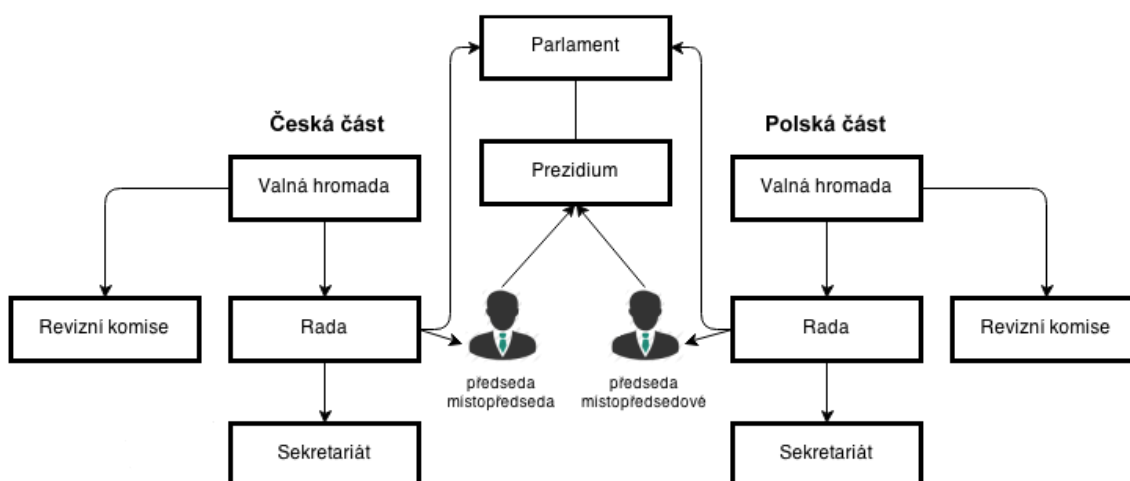 Parlament
Česká část
Polská část
Prezidium
Valná hromada
Valná hromada
Revizní komise
Rada
Rada
Revizní komise
předseda
místopředseda
předseda
místopředsedové
Sekretariát
Sekretariát